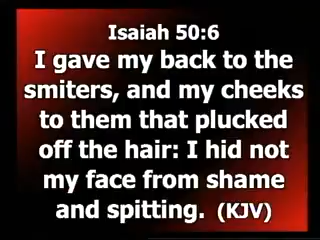 Isaiah 50:6
I gave my back to the
smiters, and my cheeks
to them that plucked
off the hair: I hid not
my face from shame
and spitting. (KJV)